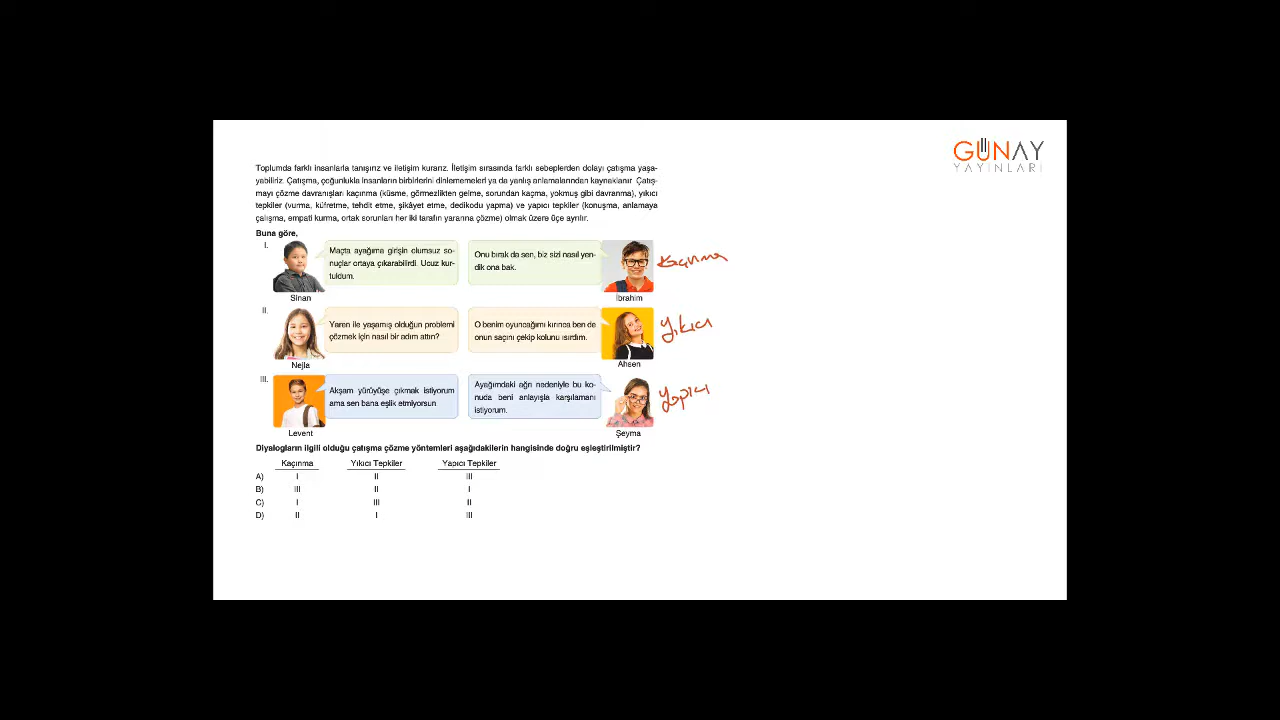 GÜNAY
YAYINLARI
Toplumda farklı insanlarla tanışırız ve iletişim kurarız. İletişim sırasında farklı sebeplerden dolayı çatışma yaşa-
yabiliriz. Çatışma, çoğunlukla insanların birbirlerini dinlememeleri ya da yanlış anlamalarından kaynaklanır. Çatış-
mayı çözme davranışları kaçınma (küsme, görmezlikten gelme, sorundan kaçma, yokmuş gibi davranma), yıkıcı
tepkiler (vurma, küfretme, tehdit etme, şikâyet etme, dedikodu yapma) ve yapıcı tepkiler (konuşma, anlamaya
çalışma, empati kurma, ortak sorunları her iki tarafın yararına çözme) olmak üzere üçe ayrılır.
Buna göre,
I.
Maçta ayağıma girişin olumsuz so-
nuçlar ortaya çıkarabilirdi. Ucuz kur-
tuldum.
Sinan
Onu bırak da sen, biz sizi nasıl yen-
dik ona bak.
İbrahim
Kaçınma
II.
Yaren ile yaşamış olduğun problemi
çözmek için nasıl bir adım attın?
Nejla
O benim oyuncağımı kırınca ben de
onun saçını çekip kolunu ısırdım.
Ahsen
Yıkıcı
III.
Akşam yürüyüşe çıkmak istiyorum
ama sen bana eşlik etmiyorsun
Levent
Ayağımdaki ağrı nedeniyle bu ko-
nuda beni anlayışla karşılamanı
istiyorum.
Şeyma
Yapıcı
Diyalogların ilgili olduğu çalışma çözme yöntemleri aşağıdakilerin hangisinde doğru eşleştirilmiştir?
Kaçınma Yıkıcı Tepkiler Yapıcı Tepkiler
A) I II III
B) III II I
C) I III II
D) II I III